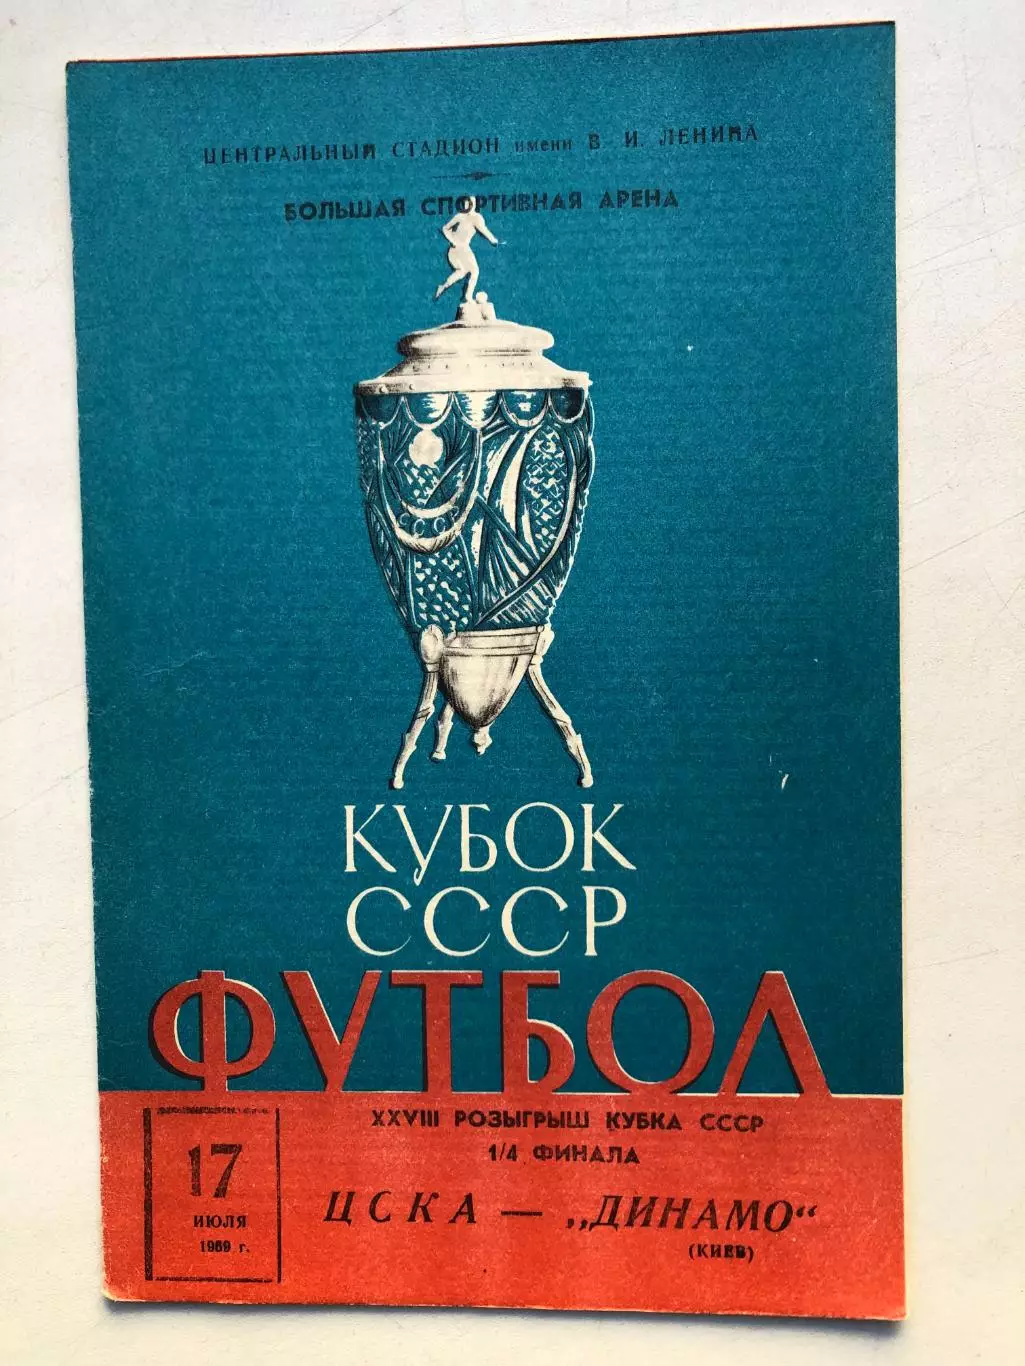 ЦЕНТРАЛЬНЫЙ СТАДИОН имени В. И. ЛЕНИНА
БОЛЬШАЯ СПОРТИВНАЯ АРЕНА
СССР
КУБОК
СССР
ФУТБОЛ
XXVIII РОЗЫГРЫШ КУБКА СССР
1/4 ФИНАЛА
17
ИЮЛЯ
1969 г.
ЦСКА — „ДИНАМО“
(КИЕВ)